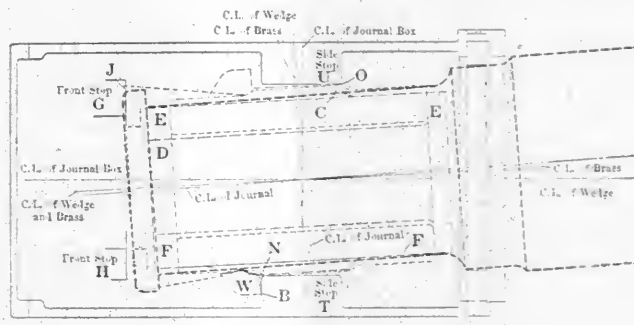 C.L. of Wedge
C.L. of Brass
C.L. of Journal Box
Side
Stop
U
O
J
Front Stop
G
E
C
E
D
C.L. of Journal Box
C.L. of Journal
C.L. of Brass
C.L. of Wedge
C.L. of Wedge
and Brass
C.L. of Journal
F
N
F
Front Stop
H
W
B
Side
Stop
T